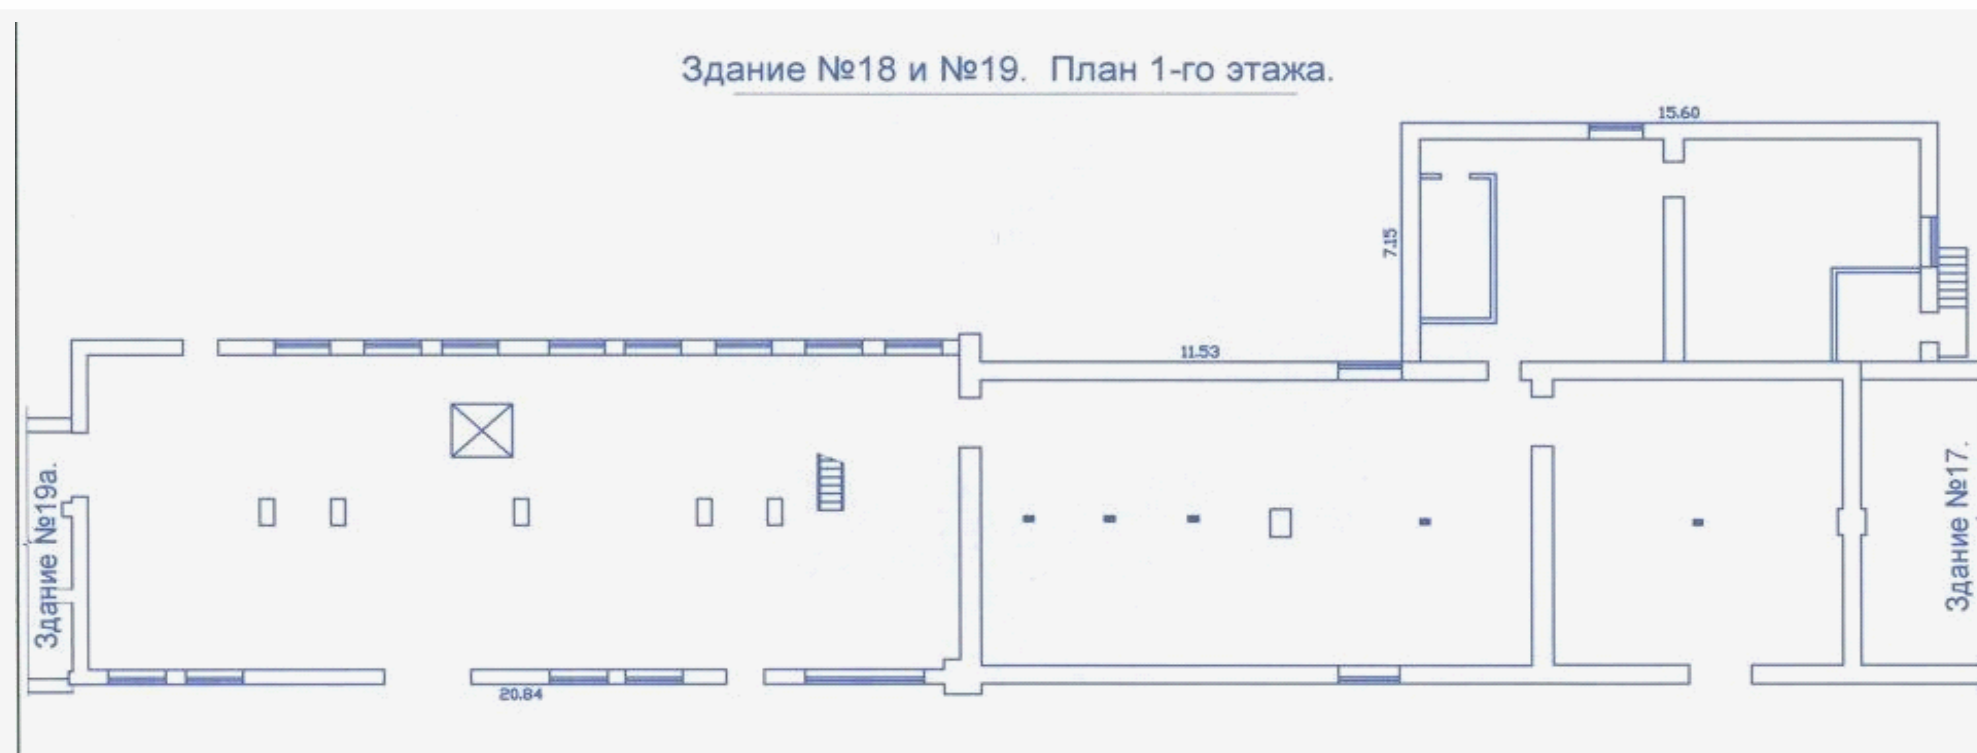 Здание №18 и №19. План 1-го этажа.
15.60
7.15
11.53
Здание №19а.
Здание №17.
20.84